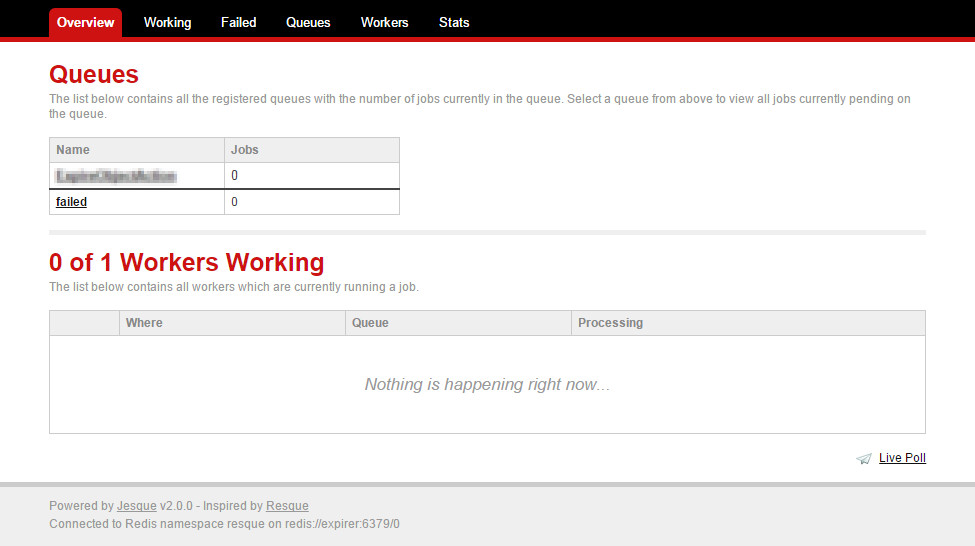 Overview Working Failed Queues Workers Stats
Queues
The list below contains all the registered queues with the number of jobs currently in the queue. Select a queue from above to view all jobs currently pending on
the queue.
Name Jobs
0
failed 0
0 of 1 Workers Working
The list below contains all workers which are currently running a job.
Where Queue Processing
Nothing is happening right now...
Live Poll
Powered by Jesque v2.0.0 - Inspired by Resque
Connected to Redis namespace resque on redis://expirer:6379/0